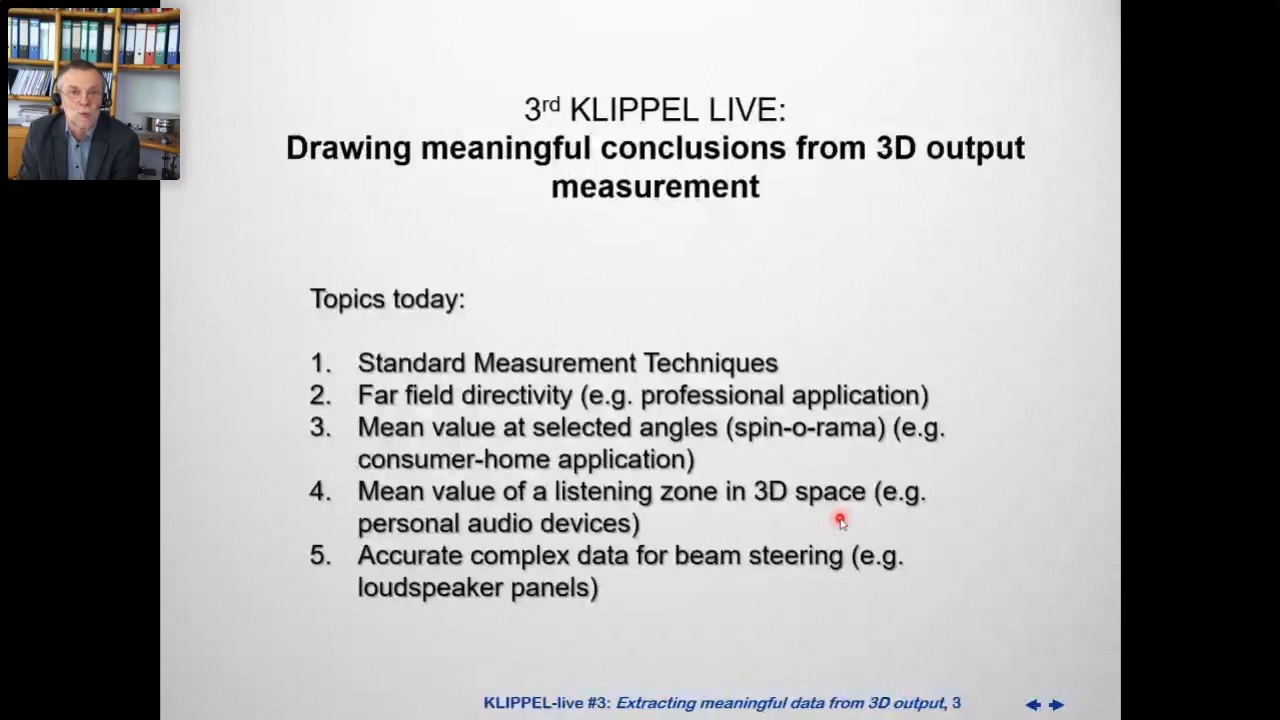 3rd KLIPPEL LIVE:
Drawing meaningful conclusions from 3D output
measurement
Topics today:
1. Standard Measurement Techniques
2. Far field directivity (e.g. professional application)
3. Mean value at selected angles (spin-o-rama) (e.g.
consumer-home application)
4. Mean value of a listening zone in 3D space (e.g.
personal audio devices)
5. Accurate complex data for beam steering (e.g.
loudspeaker panels)
KLIPPEL-live #3: Extracting meaningful data from 3D output, 3